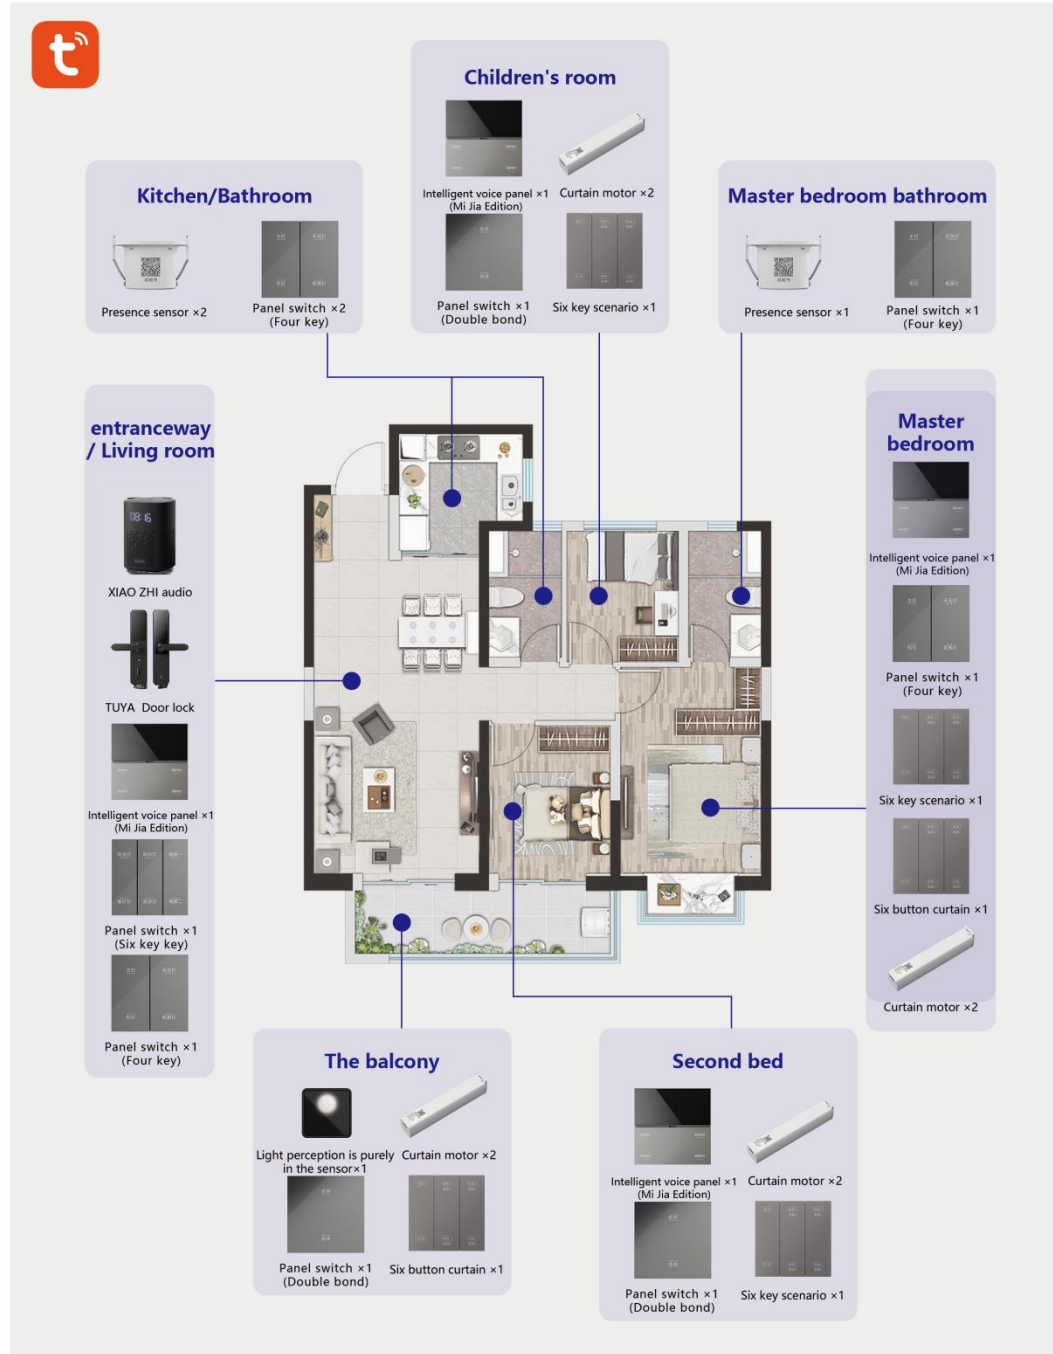 Children's room
Intelligent voice panel ×1
(Mi Jia Edition)
Curtain motor ×2
Panel switch ×1
(Double bond)
Six key scenario ×1
Kitchen/Bathroom
Presence sensor ×2
Panel switch ×2
(Four key)
Master bedroom bathroom
Presence sensor ×1
Panel switch ×1
(Four key)
entranceway
/ Living room
08:16
XIAO ZHI audio
TUYA Door lock
Intelligent voice panel ×1
(Mi Jia Edition)
Panel switch ×1
(Six key key)
Panel switch ×1
(Four key)
Master
bedroom
Intelligent voice panel ×1
(Mi Jia Edition)
Panel switch ×1
(Four key)
Six key scenario ×1
Six button curtain ×1
Curtain motor ×2
The balcony
Light perception is purely
in the sensor×1
Curtain motor ×2
Panel switch ×1
(Double bond)
Six button curtain ×1
Second bed
Intelligent voice panel ×1
(Mi Jia Edition)
Curtain motor ×2
Panel switch ×1
(Double bond)
Six key scenario ×1